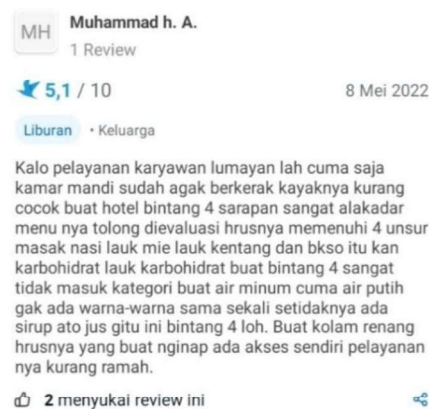 MH
Muhammad h. A.
1 Review
5,1 / 10
8 Mei 2022
Liburan • Keluarga
Kalo pelayanan karyawan lumayan lah cuma saja
kamar mandi sudah agak berkerak kayaknya kurang
cocok buat hotel bintang 4 sarapan sangat alakadar
menu nya tolong dievaluasi hrusnya memenuhi 4 unsur
masak nasi lauk mie lauk kentang dan bkso itu kan
karbohidrat lauk karbohidrat buat bintang 4 sangat
tidak masuk kategori buat air minum cuma air putih
gak ada warna-warna sama sekali setidaknya ada
sirup ato jus gitu ini bintang 4 loh. Buat kolam renang
hrusnya yang buat nginap ada akses sendiri pelayanan
nya kurang ramah.
2 menyukai review ini